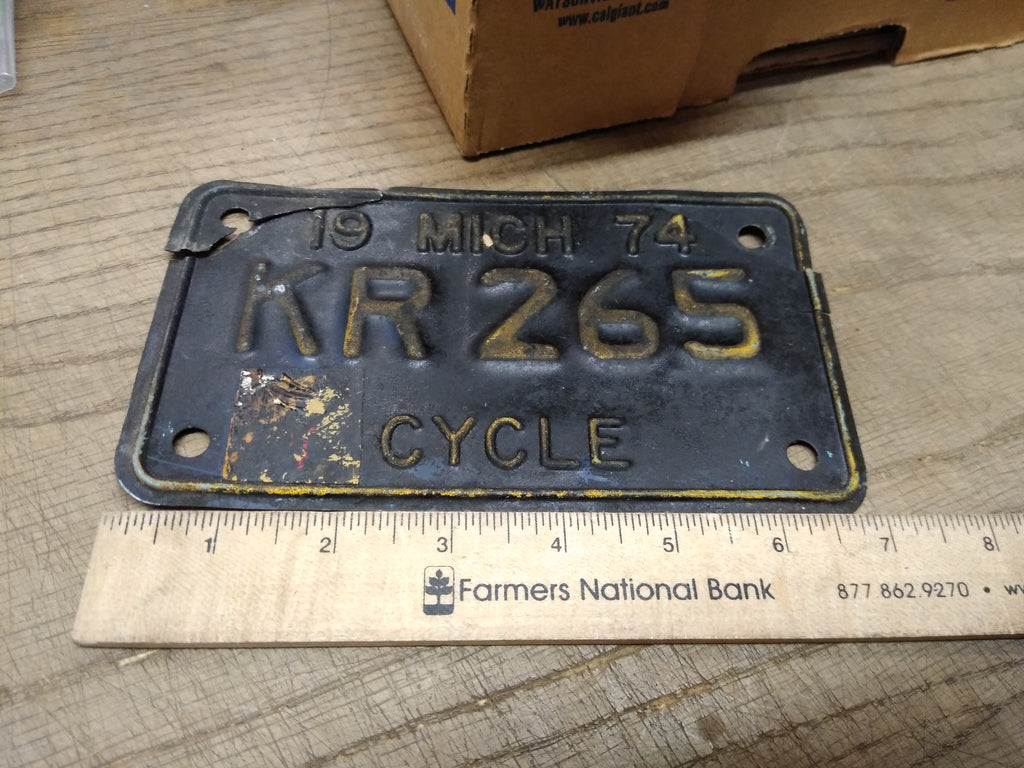 WATSONVILLE
www.calgiant.com
19 MICH 74
KR 265
CYCLE
1 2 3 4 5 6 7 8
Farmers National Bank 877 862.9270 •